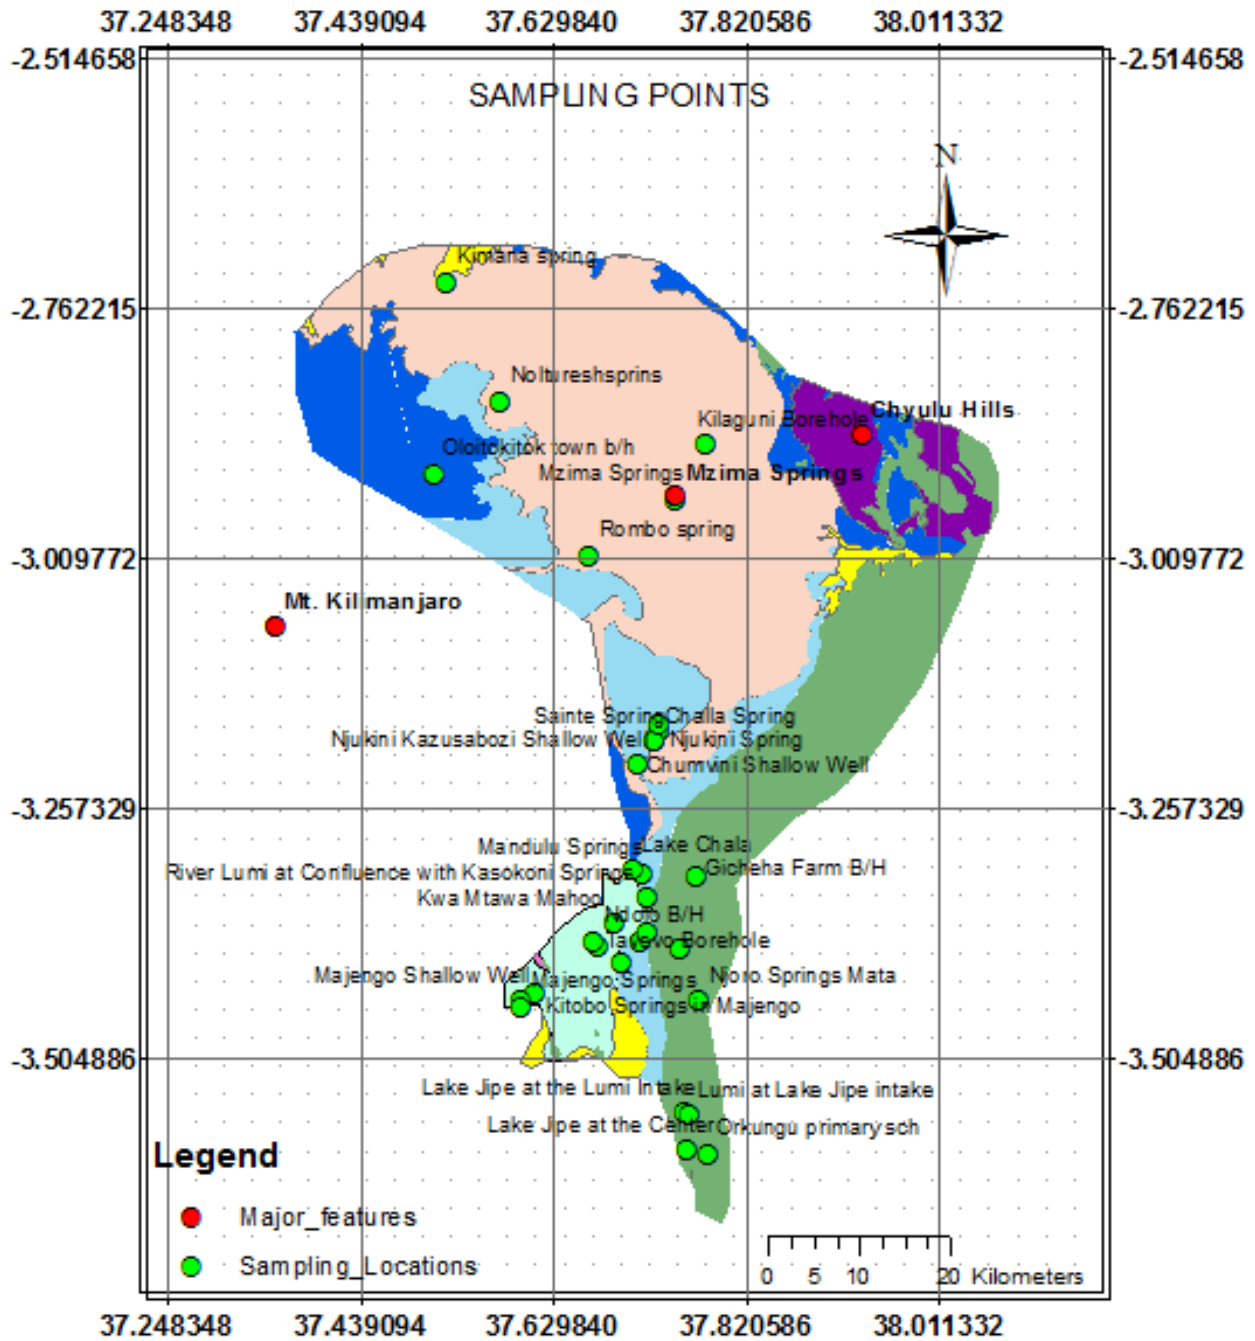 37.248348 37.439094 37.629840 37.820586 38.011332
-2.514658 -2.514658
SAMPLING POINTS
N
Kimana spring
-2.762215 -2.762215
Noltureshsprins
Kilaguni Borehole Chyulu Hills
Oloitokitok town b/h
Mzima Springs Mzima Springs
Rombo spring
-3.009772 -3.009772
Mt. Kilimanjaro
Sainte Spring Challa Spring
Njukini Kazusabozi Shallow Well Njukini Spring
Chumvini Shallow Well
-3.257329 -3.257329
Mandulu Springs Lake Chala
River Lumi at Confluence with Kasokoni Springs Gicheha Farm B/H
Kwa Mtawa Mahoo
Ndolo B/H
Borehole
Majengo Shallow Well Majengo Springs Njoro Springs Mata
Kitobo Springs in Majengo
-3.504886 -3.504886
Lake Jipe at the Lumi Intake Lumi at Lake Jipe intake
Lake Jipe at the Center Orkungu primary sch
Legend
Major_features
Sampling_Locations
0 5 10 20 Kilometers
37.248348 37.439094 37.629840 37.820586 38.011332